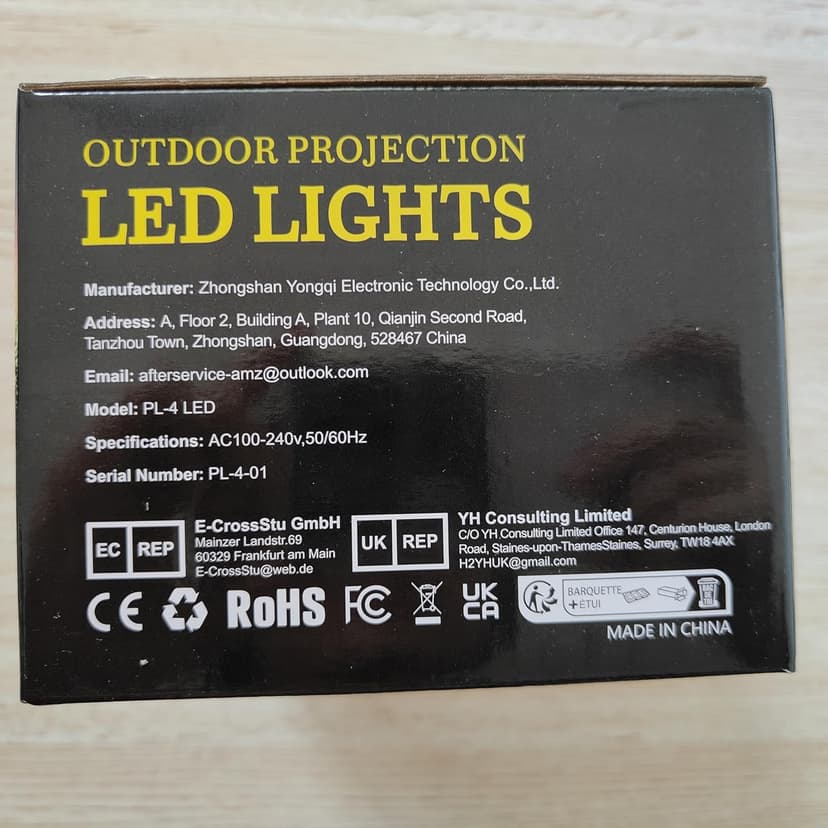 OUTDOOR PROJECTION
LED LIGHTS
Manufacturer: Zhongshan Yongqi Electronic Technology Co.,Ltd.
Address: A, Floor 2, Building A, Plant 10, Qianjin Second Road,
Tanzhou Town, Zhongshan, Guangdong, 528467 China
Email: afterservice-amz@outlook.com
Model: PL-4 LED
Specifications: AC100-240v,50/60Hz
Serial Number: PL-4-01
EC REP
E-CrossStu GmbH
Mainzer Landstr.69
60329 Frankfurt am Main
E-CrossStu@web.de
UK REP
YH Consulting Limited
C/O YH Consulting Limited Office 147, Centurion House, London
Road, Staines-upon-ThamesStaines, Surrey, TW18 4AX
H2YHUK@gmail.com
CE RoHS FC UK
CA
BARQUETTE
+ÉTUI
BAC
DE TRI
MADE IN CHINA